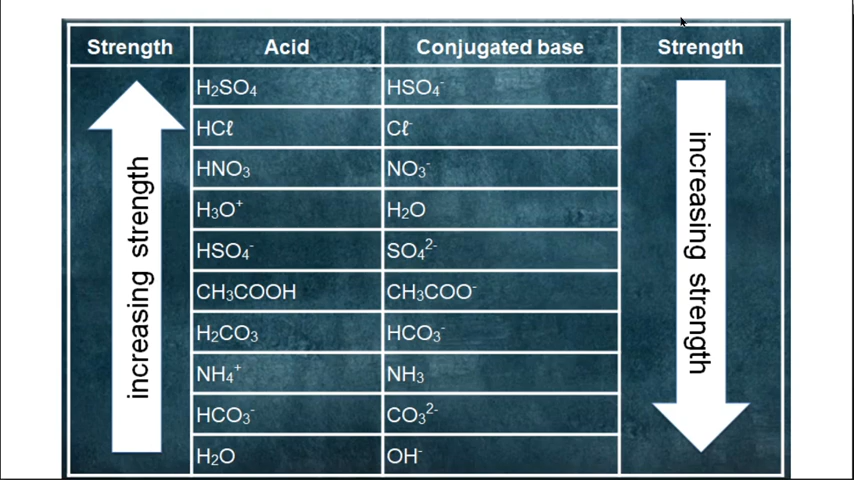 Strength Acid Conjugated base Strength
H₂SO₄ HSO₄⁻
HCℓ Cℓ⁻
HNO₃ NO₃⁻
H₃O⁺ H₂O
HSO₄⁻ SO₄²⁻
CH₃COOH CH₃COO⁻
H₂CO₃ HCO₃⁻
NH₄⁺ NH₃
HCO₃⁻ CO₃²⁻
H₂O OH⁻
increasing strength
increasing strength